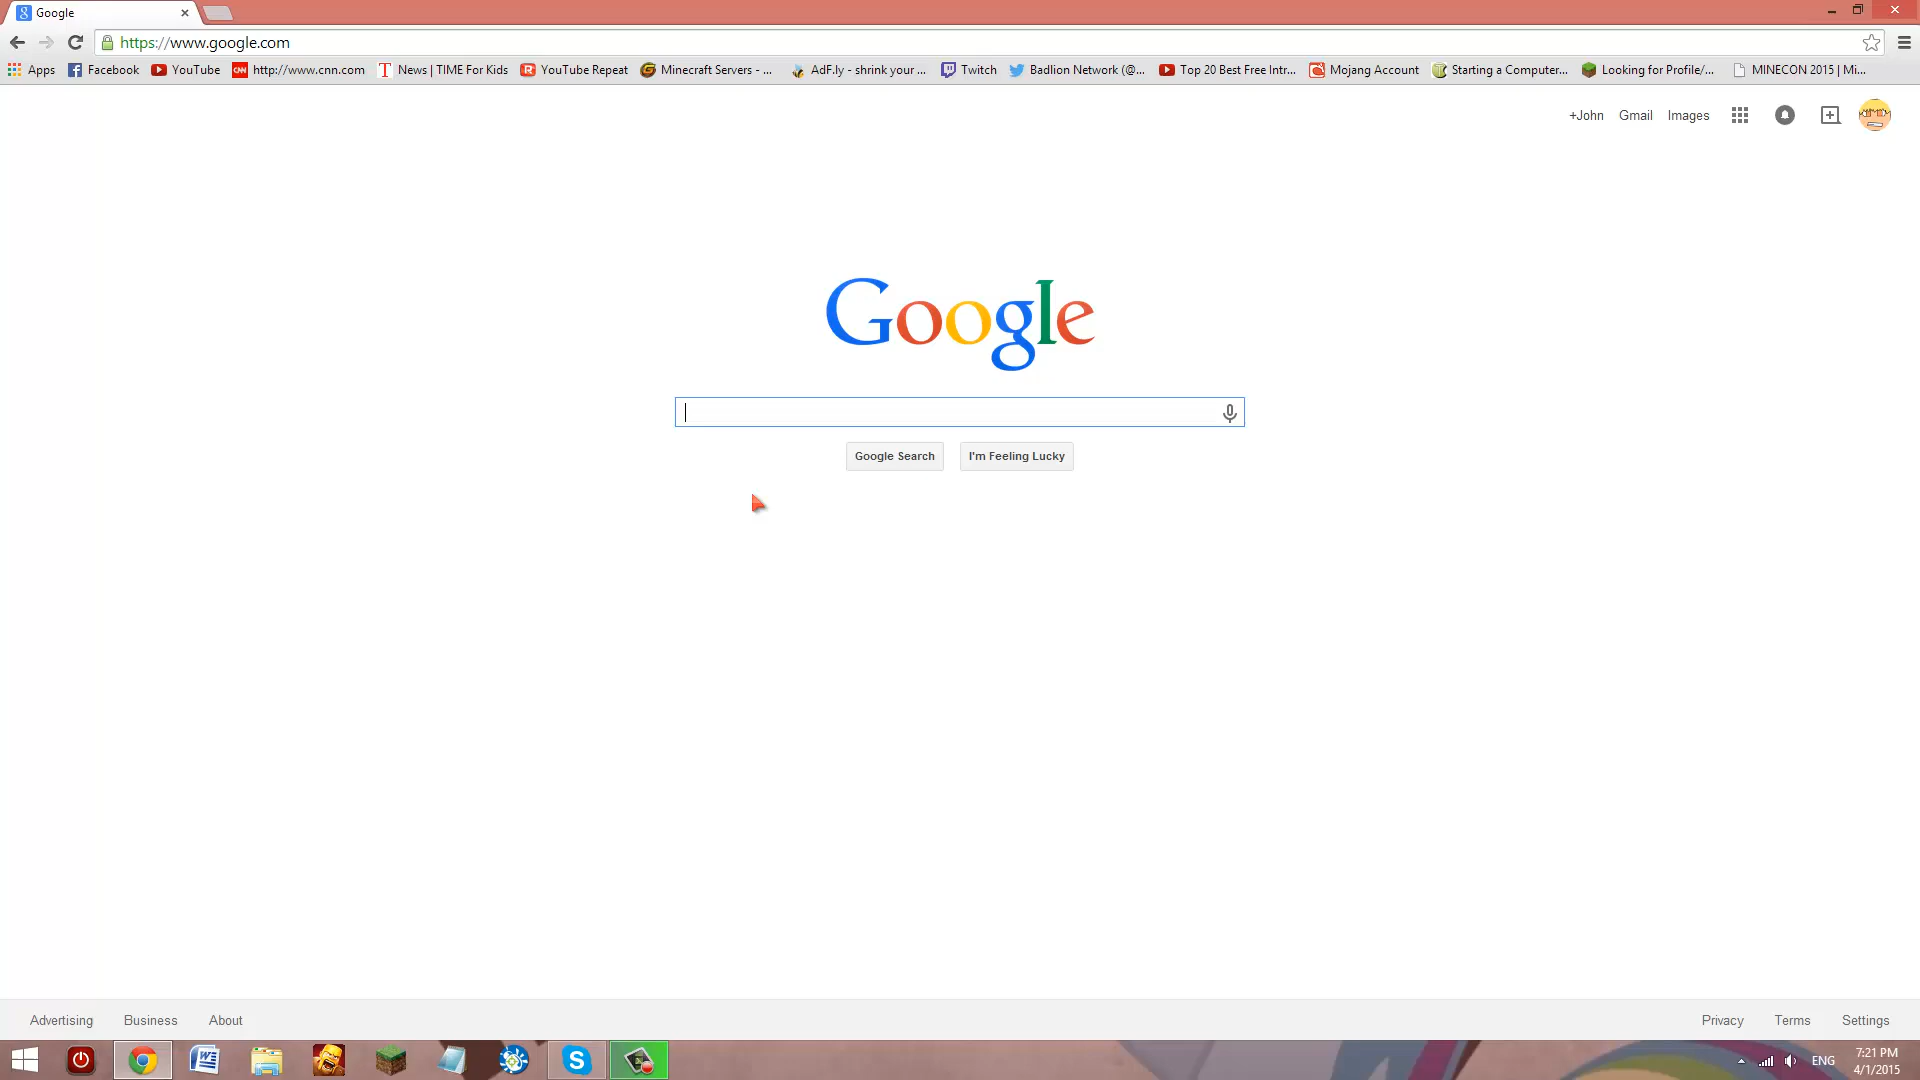 Google
https://www.google.com
Apps Facebook YouTube CNN http://www.cnn.com T News | TIME For Kids YouTube Repeat Minecraft Servers - ... AdF.ly - shrink your ... Twitch Badlion Network (@... Top 20 Best Free Intr... Mojang Account Starting a Computer... Looking for Profile/... MINECON 2015 | Mi...
+John Gmail Images
Google
Google Search I'm Feeling Lucky
Advertising Business About Privacy Terms Settings
ENG 7:21 PM
4/1/2015